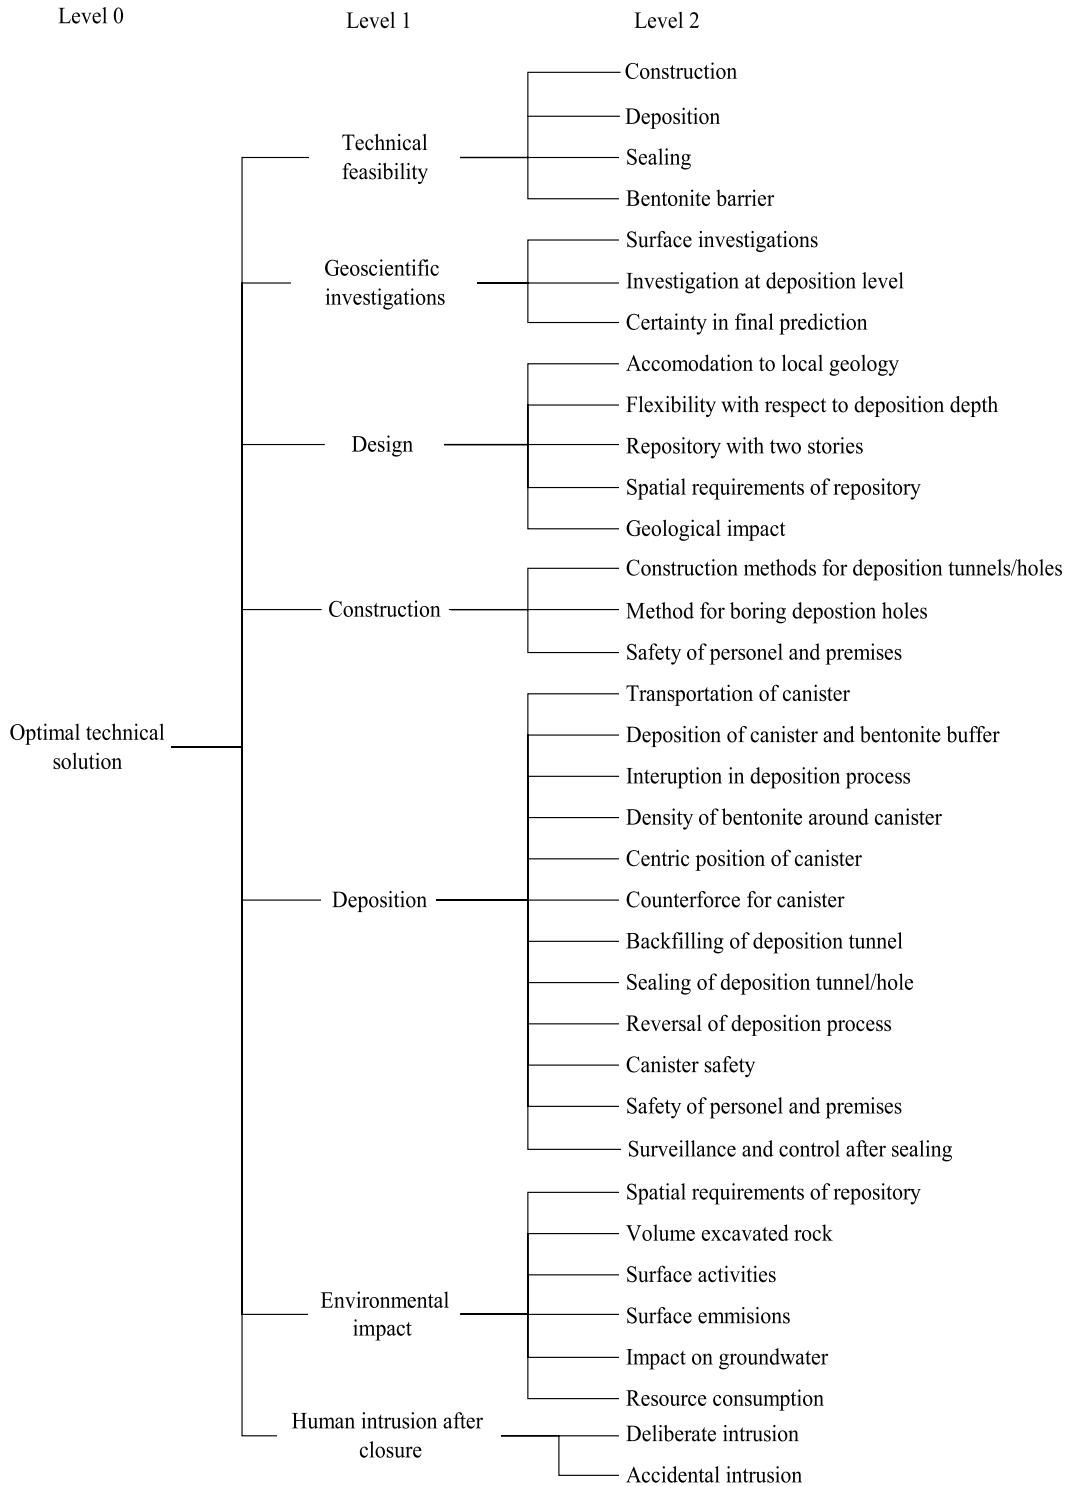 Level 0
Level 1
Level 2
Optimal technical
solution
Technical
feasibility
Construction
Deposition
Sealing
Bentonite barrier
Geoscientific
investigations
Surface investigations
Investigation at deposition level
Certainty in final prediction
Design
Accomodation to local geology
Flexibility with respect to deposition depth
Repository with two stories
Spatial requirements of repository
Geological impact
Construction
Construction methods for deposition tunnels/holes
Method for boring depostion holes
Safety of personel and premises
Deposition
Transportation of canister
Deposition of canister and bentonite buffer
Interuption in deposition process
Density of bentonite around canister
Centric position of canister
Counterforce for canister
Backfilling of deposition tunnel
Sealing of deposition tunnel/hole
Reversal of deposition process
Canister safety
Safety of personel and premises
Surveillance and control after sealing
Environmental
impact
Spatial requirements of repository
Volume excavated rock
Surface activities
Surface emmisions
Impact on groundwater
Resource consumption
Human intrusion after
closure
Deliberate intrusion
Accidental intrusion